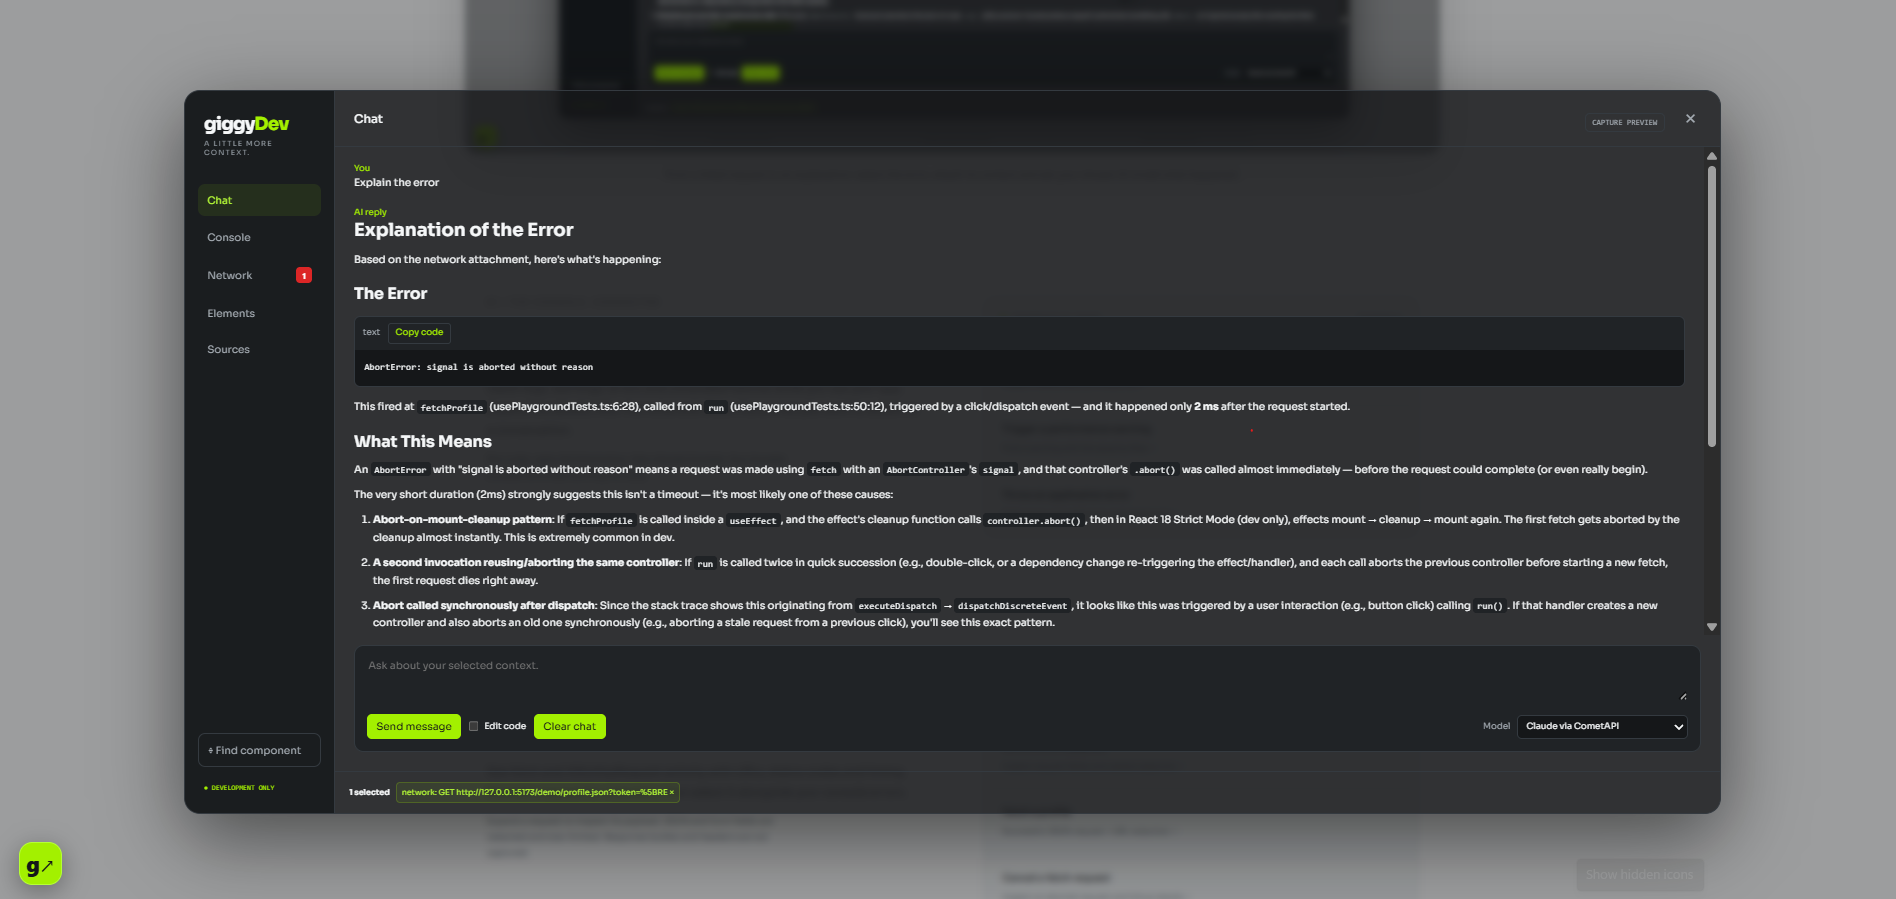 giggyDev
A LITTLE MORE
CONTEXT.
Chat
Console
Network 1
Elements
Sources
+ Find component
DEVELOPMENT ONLY
Chat
CAPTURE PREVIEW
You
Explain the error
AI reply
Explanation of the Error
Based on the network attachment, here's what's happening:
The Error
text Copy code
AbortError: signal is aborted without reason
This fired at fetchProfile (usePlaygroundTests.ts:6:28), called from run (usePlaygroundTests.ts:50:12), triggered by a click/dispatch event — and it happened only 2 ms after the request started.
What This Means
An AbortError with "signal is aborted without reason" means a request was made using fetch with an AbortController 's signal , and that controller's .abort() was called almost immediately — before the request could complete (or even really begin).
The very short duration (2ms) strongly suggests this isn't a timeout — it's most likely one of these causes:
1. Abort-on-mount-cleanup pattern: If fetchProfile is called inside a useEffect , and the effect's cleanup function calls controller.abort() , then in React 18 Strict Mode (dev only), effects mount → cleanup → mount again. The first fetch gets aborted by the
cleanup almost instantly. This is extremely common in dev.
2. A second invocation reusing/aborting the same controller: If run is called twice in quick succession (e.g., double-click, or a dependency change re-triggering the effect/handler), and each call aborts the previous controller before starting a new fetch,
the first request dies right away.
3. Abort called synchronously after dispatch: Since the stack trace shows this originating from executeDispatch → dispatchDiscreteEvent , it looks like this was triggered by a user interaction (e.g., button click) calling run() . If that handler creates a new
controller and also aborts an old one synchronously (e.g., aborting a stale request from a previous click), you'll see this exact pattern.
Ask about your selected context.
Send message Edit code Clear chat Model Claude via CometAPI
1 selected network: GET http://127.0.0.1:5173/demo/profile.json?token=%5BRE ×
g↗
Show hidden icons